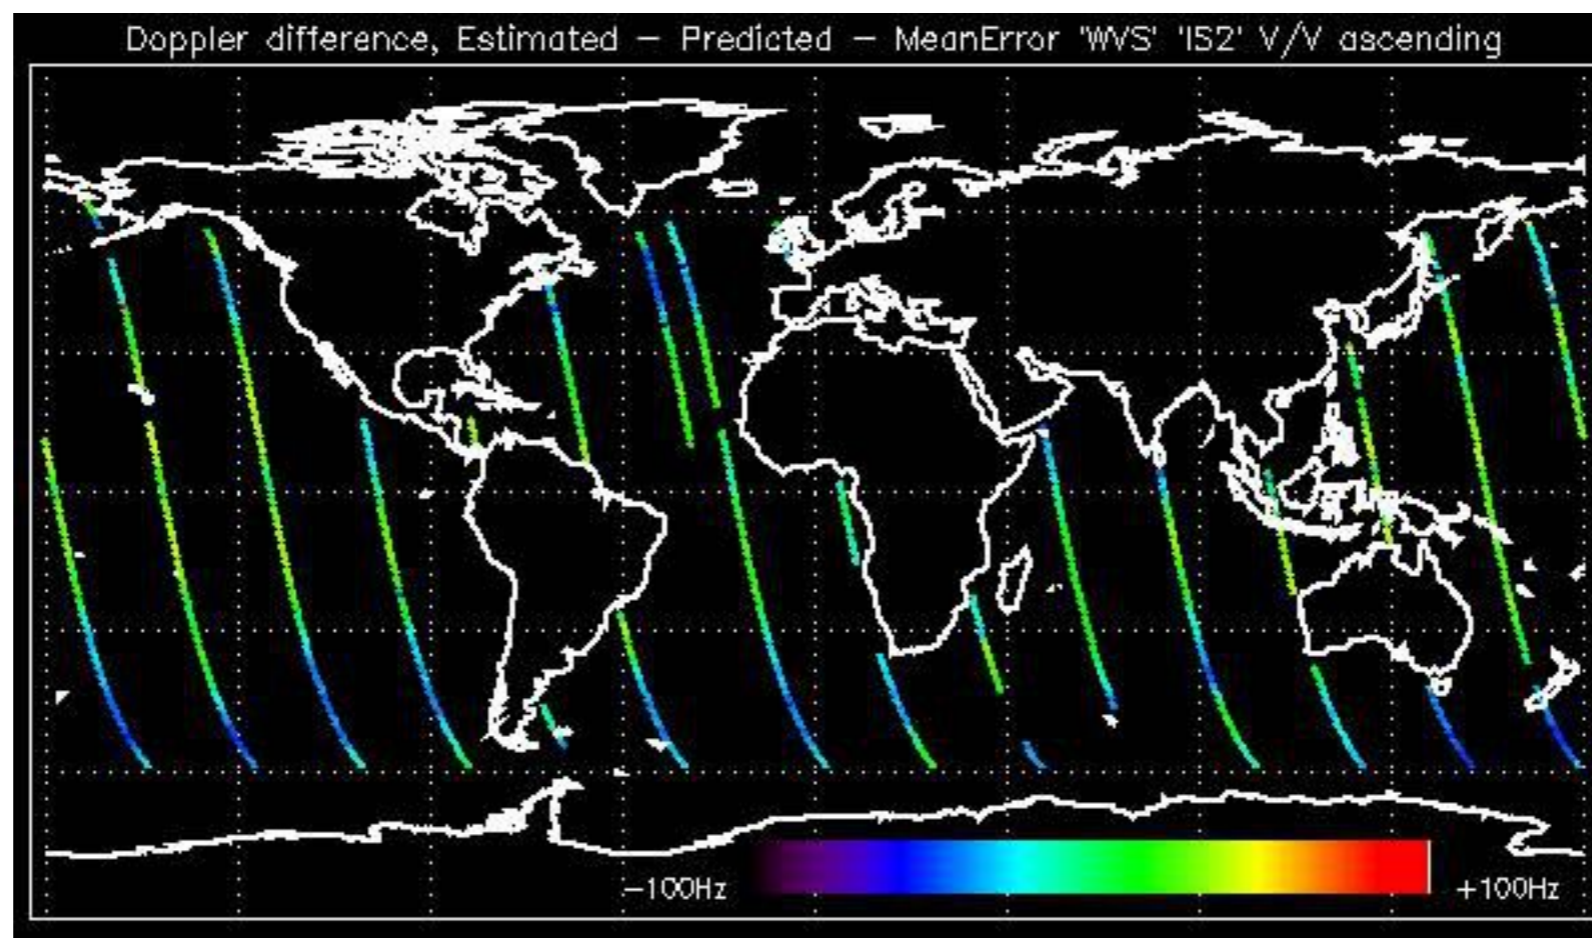 Doppler difference, Estimated – Predicted – MeanError 'WVS' 'IS2' V/V ascending
–100Hz +100Hz